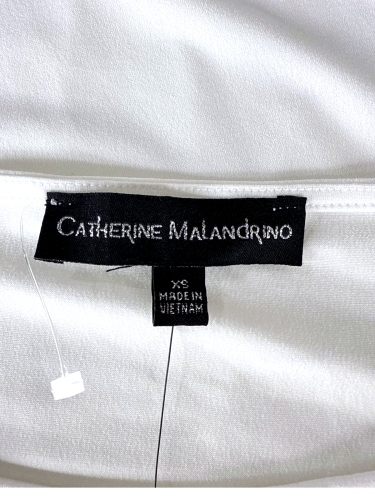 CATHERINE MALANDRINO
XS
MADE IN
VIETNAM